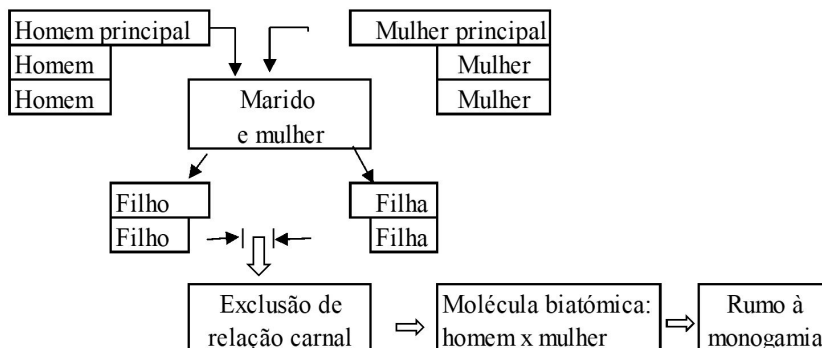 Homem principal
Mulher principal
Homem
Mulher
Homem
Mulher
Marido
e mulher
Filho
Filha
Filho
Filha
Exclusão de
relação carnal
Molécula biatómica:
homem x mulher
Rumo à
monogamia